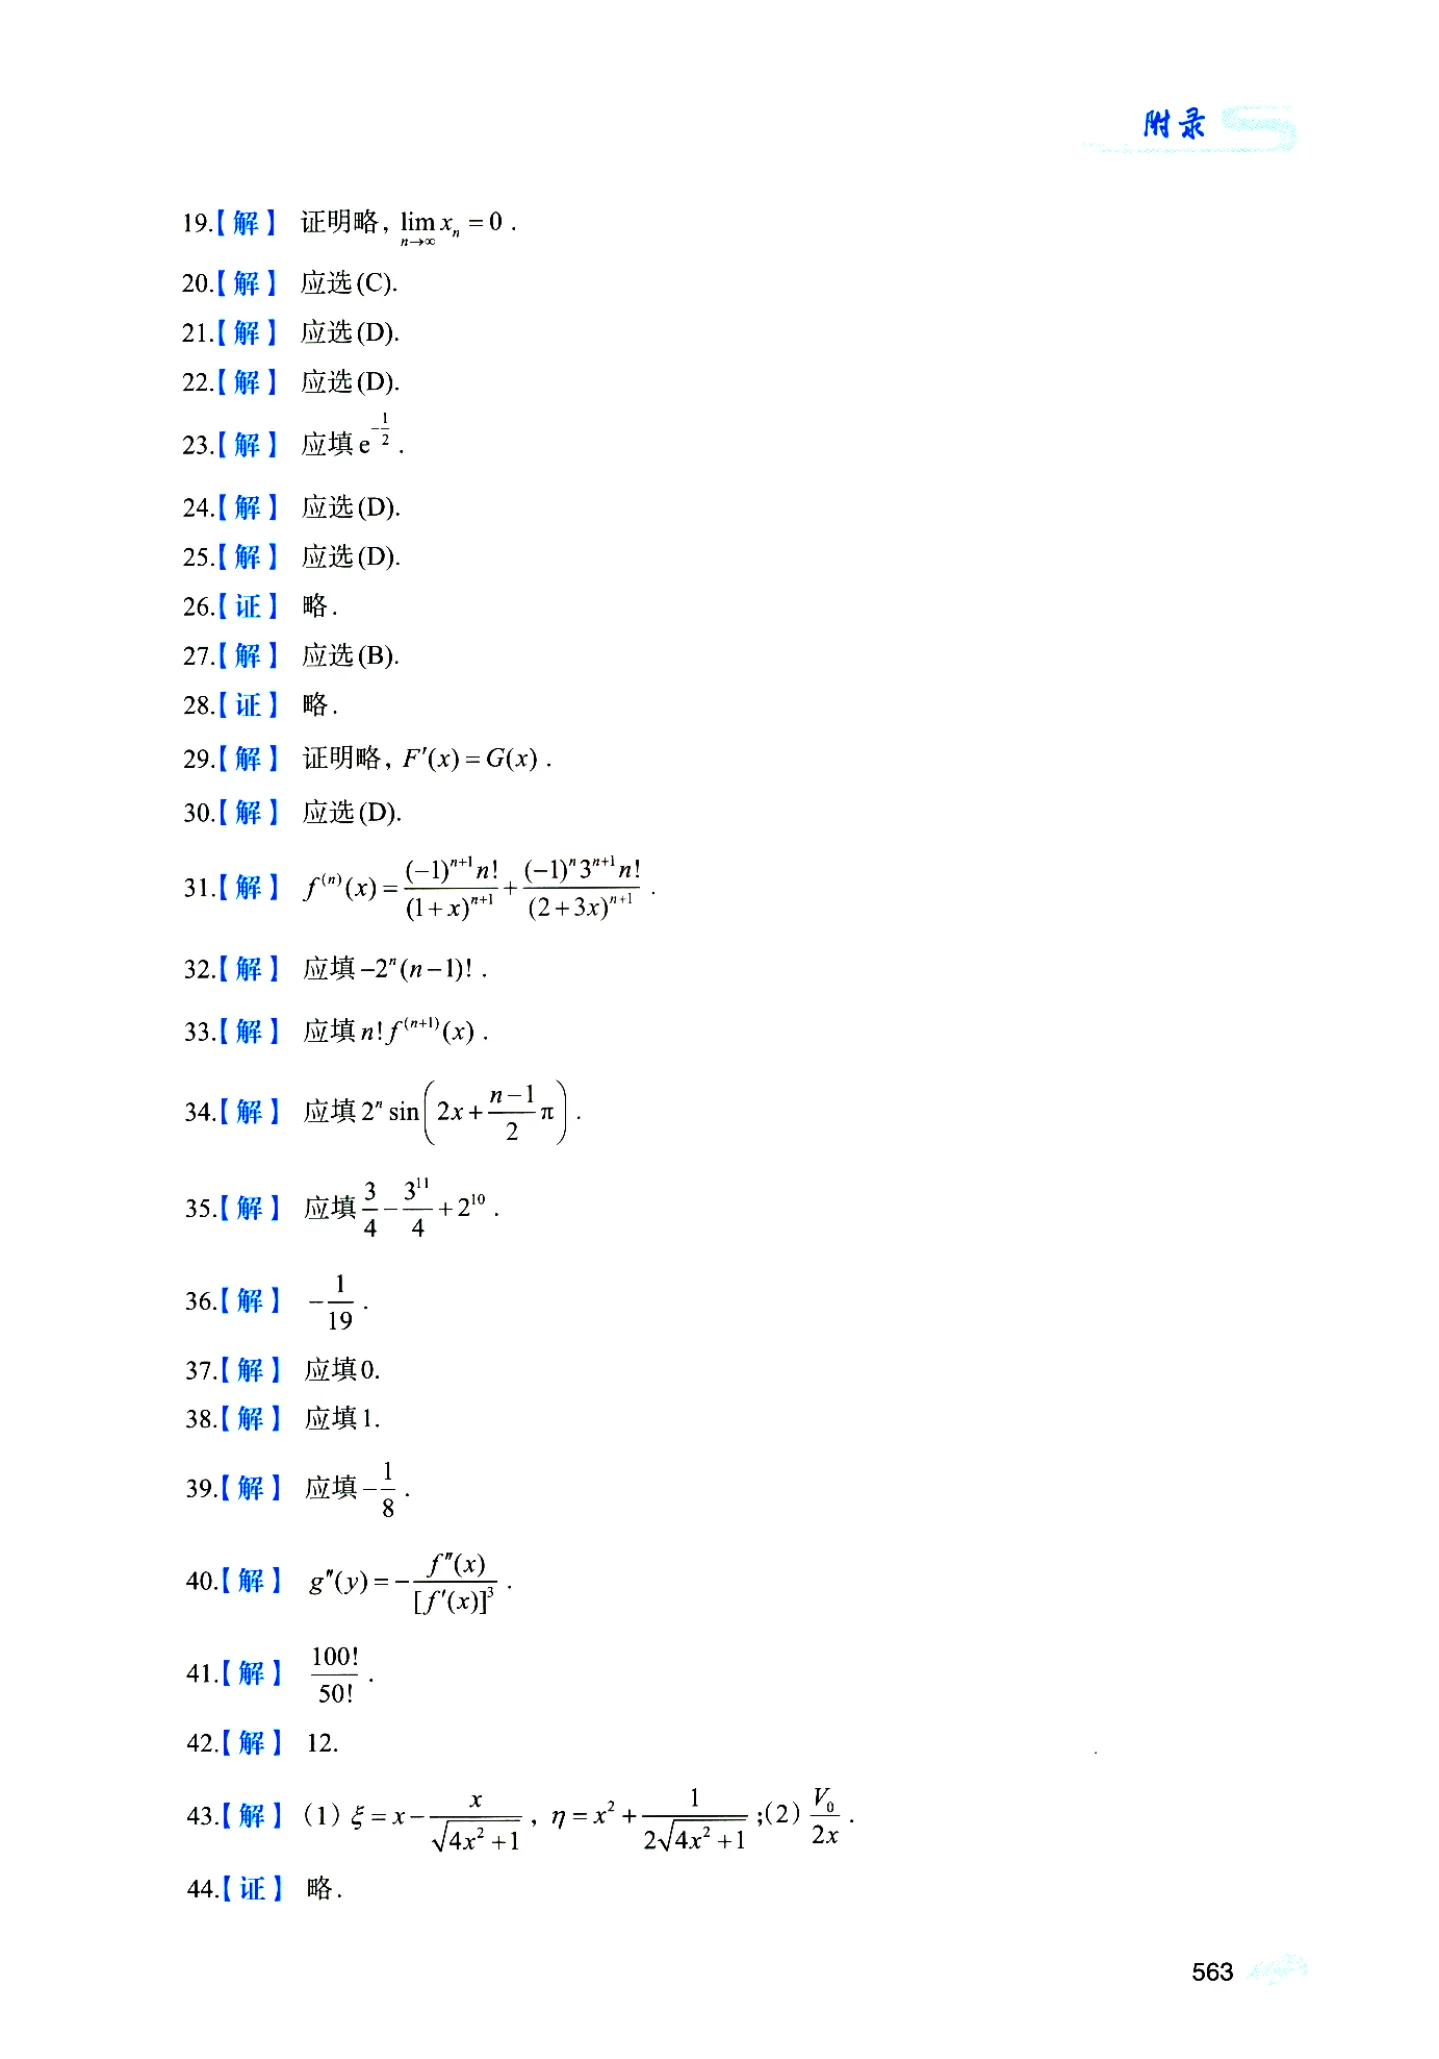 附录
19.【解】 证明略，$\lim_{n\to\infty} x_n = 0$ .
20.【解】 应选(C).
21.【解】 应选(D).
22.【解】 应选(D).
23.【解】 应填$e^{-\frac{1}{2}}$ .
24.【解】 应选(D).
25.【解】 应选(D).
26.【证】 略.
27.【解】 应选(B).
28.【证】 略.
29.【解】 证明略，$F'(x) = G(x)$ .
30.【解】 应选(D).
31.【解】 $f^{(n)}(x) = \frac{(-1)^{n+1}n!}{(1+x)^{n+1}} + \frac{(-1)^n 3^{n+1} n!}{(2+3x)^{n+1}}$ .
32.【解】 应填$-2^n(n-1)!$ .
33.【解】 应填$n!f^{(n+1)}(x)$ .
34.【解】 应填$2^n \sin\left(2x + \frac{n-1}{2}\pi\right)$ .
35.【解】 应填$\frac{3}{4} - \frac{3^{11}}{4} + 2^{10}$ .
36.【解】 $-\frac{1}{19}$ .
37.【解】 应填0.
38.【解】 应填1.
39.【解】 应填$-\frac{1}{8}$ .
40.【解】 $g''(y) = -\frac{f''(x)}{[f'(x)]^3}$ .
41.【解】 $\frac{100!}{50!}$ .
42.【解】 12.
43.【解】 (1) $\xi = x - \frac{x}{\sqrt{4x^2+1}}$ , $\eta = x^2 + \frac{1}{2\sqrt{4x^2+1}}$ ;(2) $\frac{V_0}{2x}$ .
44.【证】 略.
563